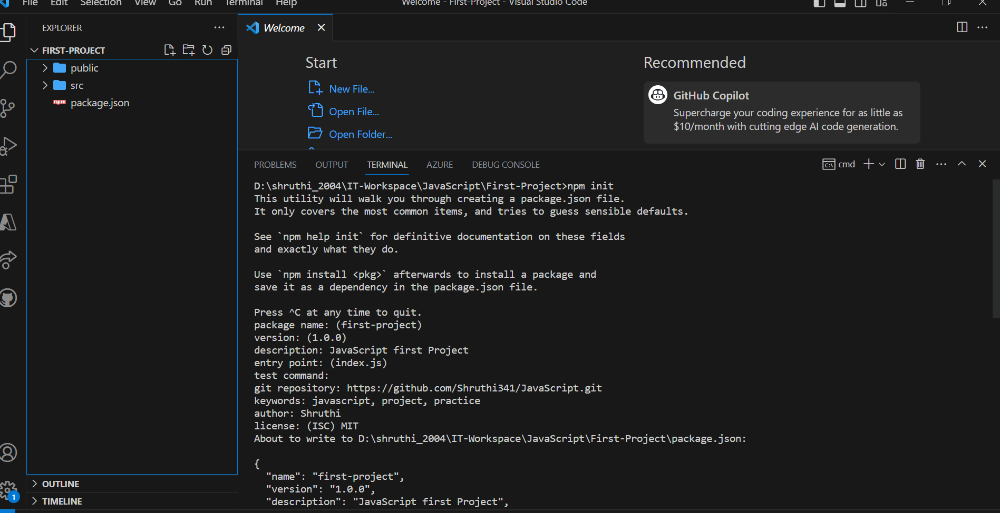 File Edit Selection View Go Run Terminal Help
Welcome - First-Project - Visual Studio Code
EXPLORER
FIRST-PROJECT
public
src
npm package.json
OUTLINE
1
TIMELINE
Welcome
Start
New File...
Open File...
Open Folder...
Recommended
GitHub Copilot
Supercharge your coding experience for as little as
$10/month with cutting edge AI code generation.
PROBLEMS OUTPUT TERMINAL AZURE DEBUG CONSOLE
cmd
D:\shruthi_2004\IT-Workspace\JavaScript\First-Project>npm init
This utility will walk you through creating a package.json file.
It only covers the most common items, and tries to guess sensible defaults.
See `npm help init` for definitive documentation on these fields
and exactly what they do.
Use `npm install <pkg>` afterwards to install a package and
save it as a dependency in the package.json file.
Press ^C at any time to quit.
package name: (first-project)
version: (1.0.0)
description: JavaScript first Project
entry point: (index.js)
test command:
git repository: https://github.com/Shruthi341/JavaScript.git
keywords: javascript, project, practice
author: Shruthi
license: (ISC) MIT
About to write to D:\shruthi_2004\IT-Workspace\JavaScript\First-Project\package.json:
{
"name": "first-project",
"version": "1.0.0",
"description": "JavaScript first Project",